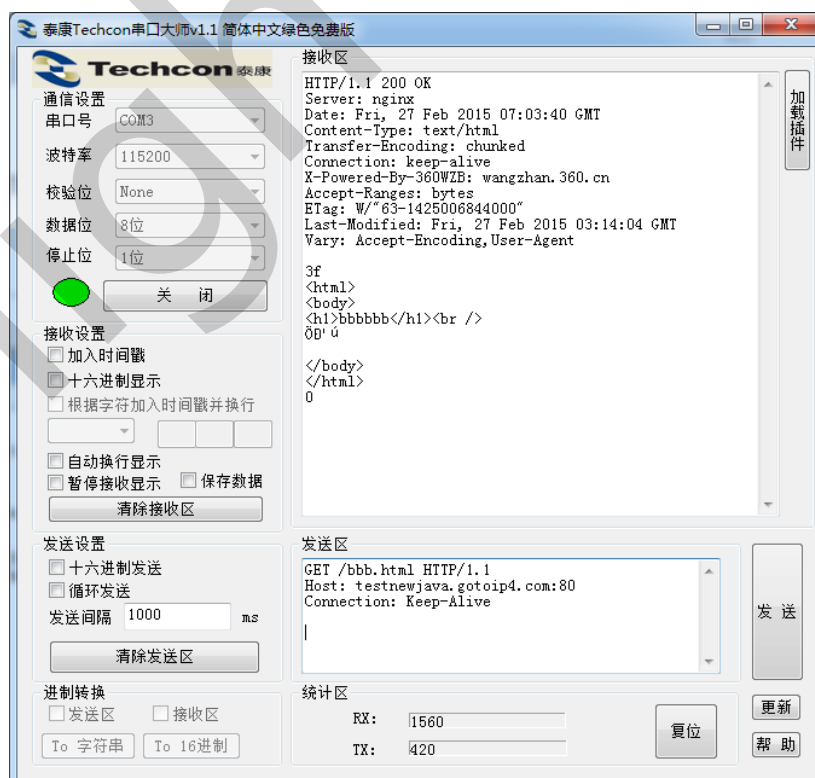 泰康Techcon串口大师v1.1 简体中文绿色免费版
Techcon泰康
通信设置
串口号 COM3
波特率 115200
校验位 None
数据位 8位
停止位 1位
关 闭
接收设置
加入时间戳
十六进制显示
根据字符加入时间戳并换行
自动换行显示
暂停接收显示 保存数据
清除接收区
发送设置
十六进制发送
循环发送
发送间隔 1000 ms
清除发送区
进制转换
发送区 接收区
To 字符串 To 16进制
接收区
HTTP/1.1 200 OK
Server: nginx
Date: Fri, 27 Feb 2015 07:03:40 GMT
Content-Type: text/html
Transfer-Encoding: chunked
Connection: keep-alive
X-Powered-By-360WZB: wangzhan.360.cn
Accept-Ranges: bytes
ETag: W/"63-1425006844000"
Last-Modified: Fri, 27 Feb 2015 03:14:04 GMT
Vary: Accept-Encoding,User-Agent
3f
<html>
<body>
<h1>bbbbbb</h1><br />
ÖÐ'ú
</body>
</html>
0
加载插件
发送区
GET /bbb.html HTTP/1.1
Host: testnewjava.gotoip4.com:80
Connection: Keep-Alive
发 送
统计区
RX: 1560
TX: 420
复位
更新
帮 助